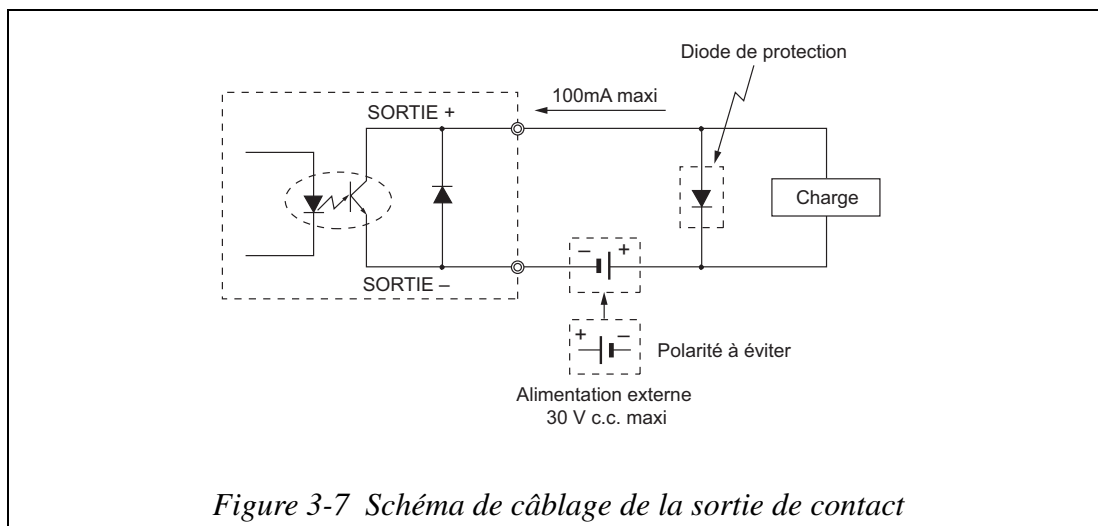 Diode de protection
100mA maxi
SORTIE +
Charge
– +
SORTIE –
+ –
Polarité à éviter
Alimentation externe
30 V c.c. maxi
Figure 3-7 Schéma de câblage de la sortie de contact